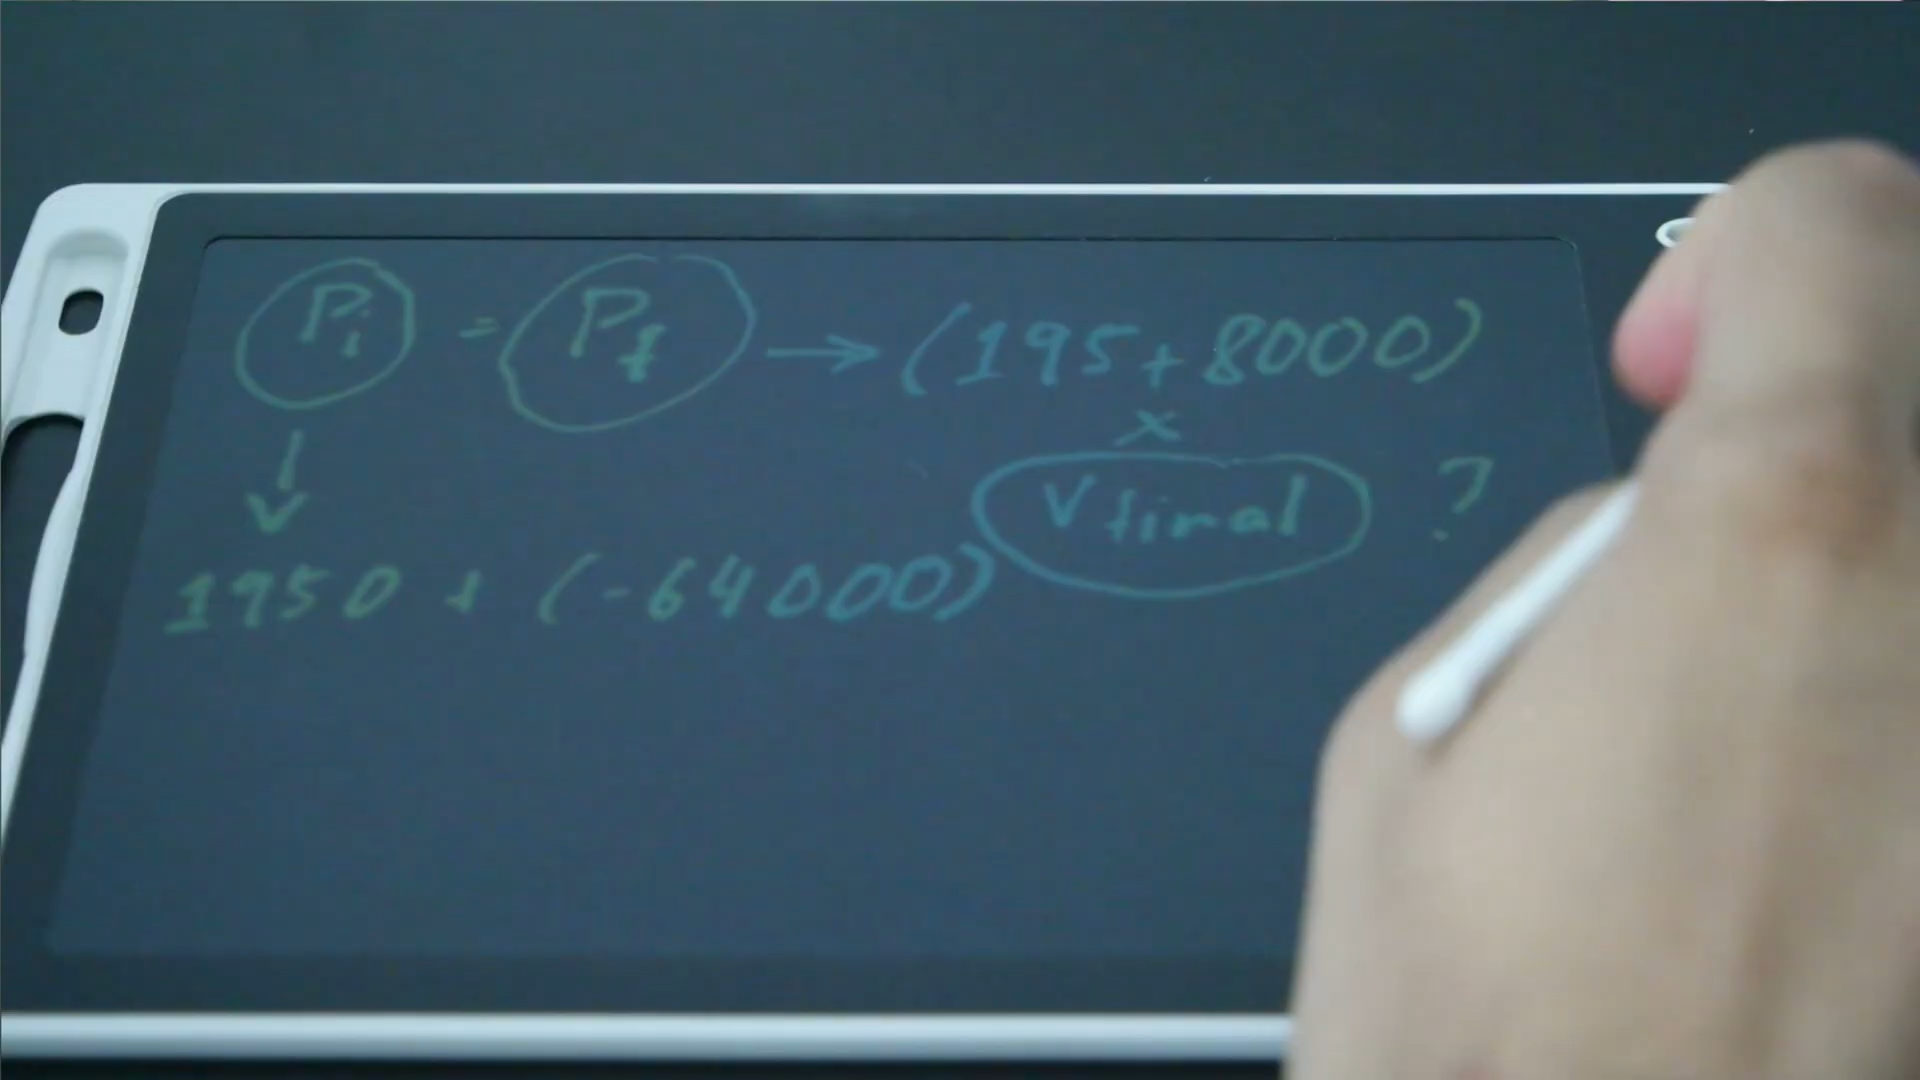 Pi = Pf → (195+8000)
x
Vfinal ?
1950 + (-64000)